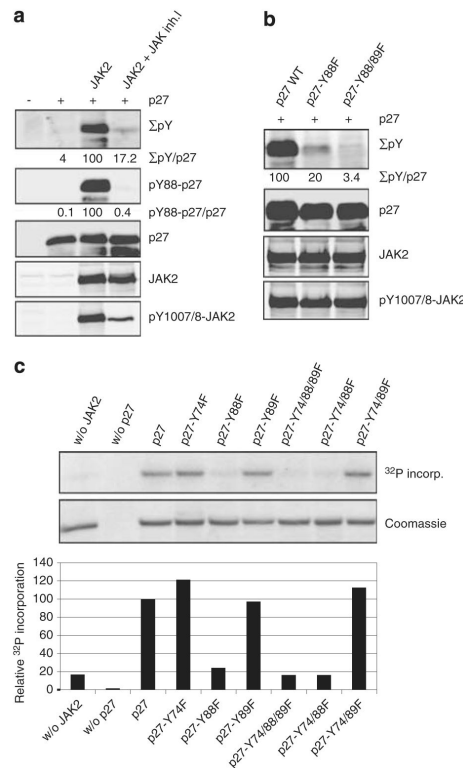 a
JAK2
JAK2 + JAK inh.I
- + + + p27
ΣpY
4 100 17.2 ΣpY/p27
pY88-p27
0.1 100 0.4 pY88-p27/p27
p27
JAK2
pY1007/8-JAK2
b
p27 WT
p27-Y88F
p27-Y88/89F
+ + + p27
ΣpY
100 20 3.4 ΣpY/p27
p27
JAK2
pY1007/8-JAK2
c
w/o JAK2
w/o p27
p27
p27-Y74F
p27-Y88F
p27-Y89F
p27-Y74/88/89F
p27-Y74/88F
p27-Y74/89F
³²P incorp.
Coomassie
Relative ³²P incorporation
140
120
100
80
60
40
20
0
w/o JAK2
w/o p27
p27
p27-Y74F
p27-Y88F
p27-Y89F
p27-Y74/88/89F
p27-Y74/88F
p27-Y74/89F